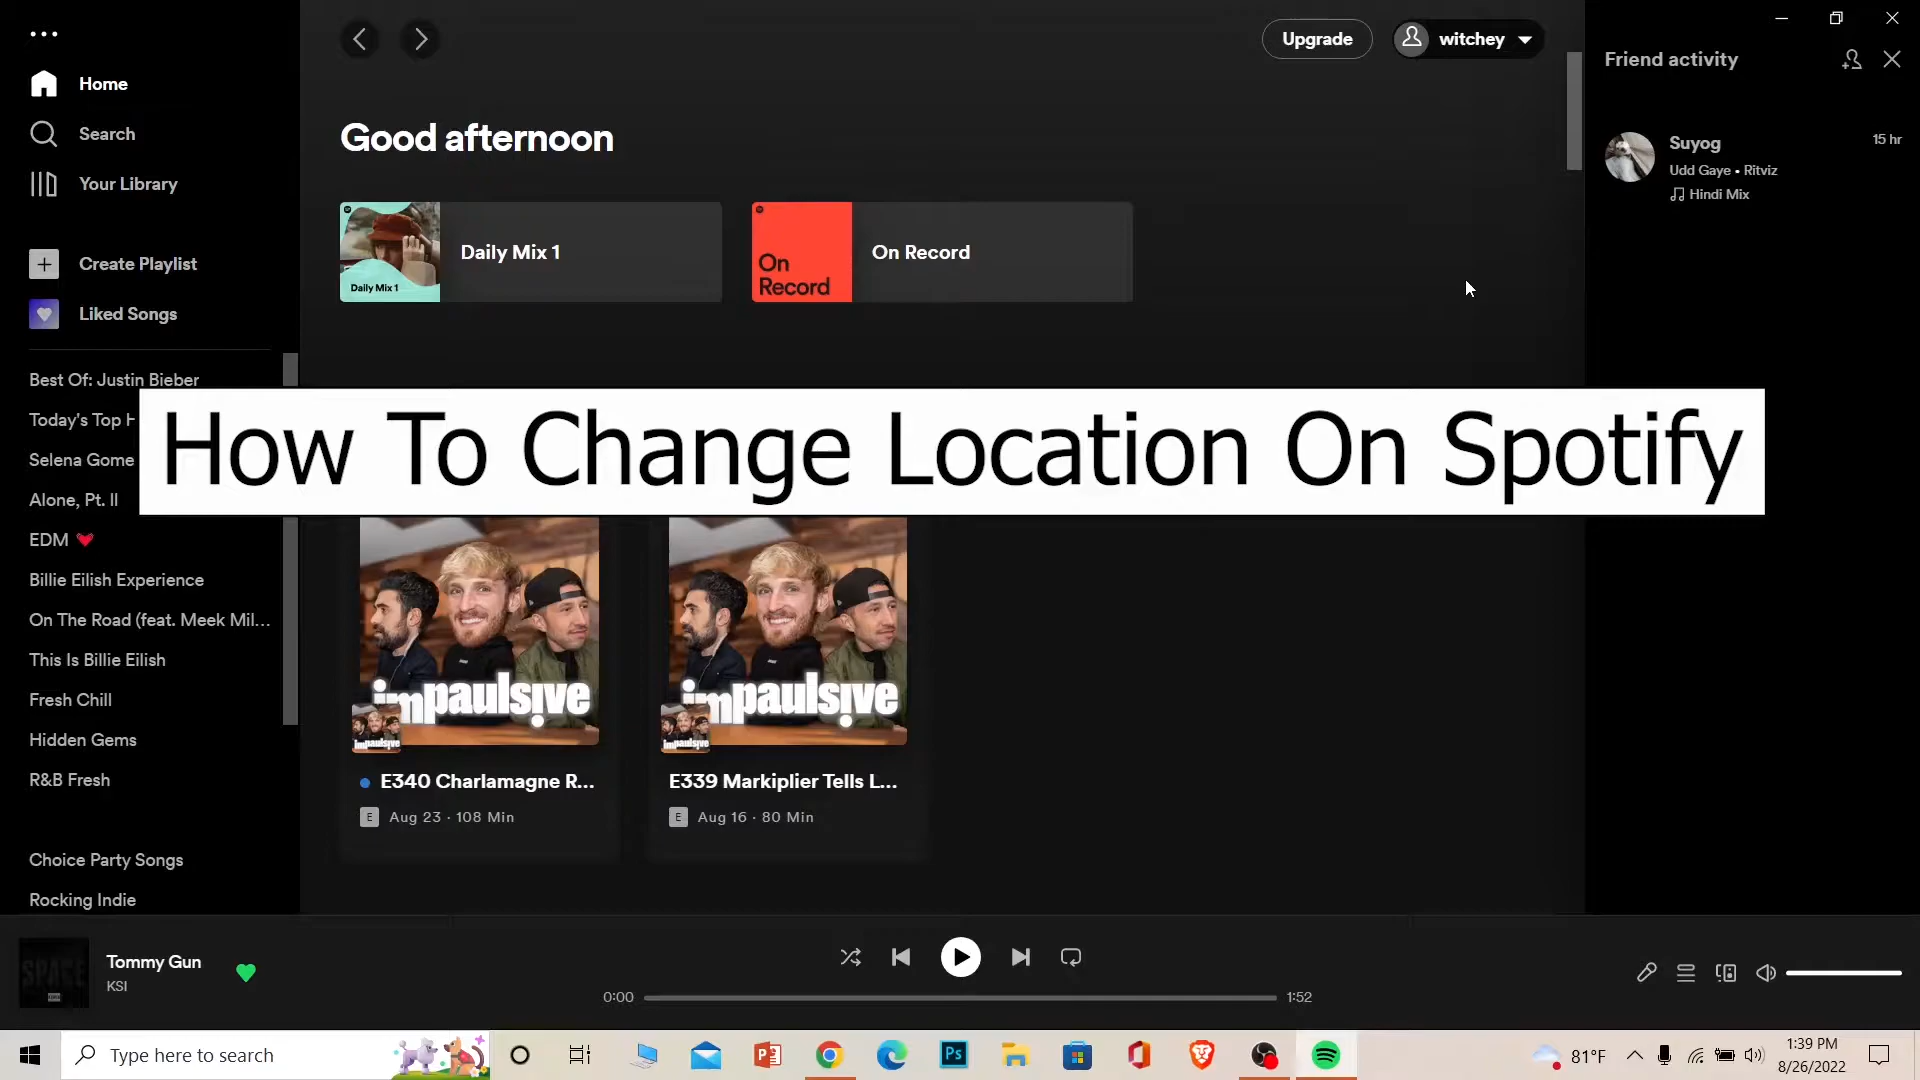 Home
Search
Your Library
Create Playlist
Liked Songs
Best Of: Justin Bieber
Today's Top H
Selena Gome
Alone, Pt. II
EDM 💓
Billie Eilish Experience
On The Road (feat. Meek Mil...
This Is Billie Eilish
Fresh Chill
Hidden Gems
R&B Fresh
Choice Party Songs
Rocking Indie
Upgrade
witchey
Good afternoon
Daily Mix 1
Daily Mix 1
On
Record
On Record
How To Change Location On Spotify
impaulsive
impaulsive
E340 Charlamagne R...
E
Aug 23 · 108 Min
impaulsive
impaulsive
E339 Markiplier Tells L...
E
Aug 16 · 80 Min
Friend activity
Suyog
15 hr
Udd Gaye • Ritviz
Hindi Mix
SPACE
Tommy Gun
KSI
0:00
1:52
Type here to search
Ps
81°F
1:39 PM
8/26/2022